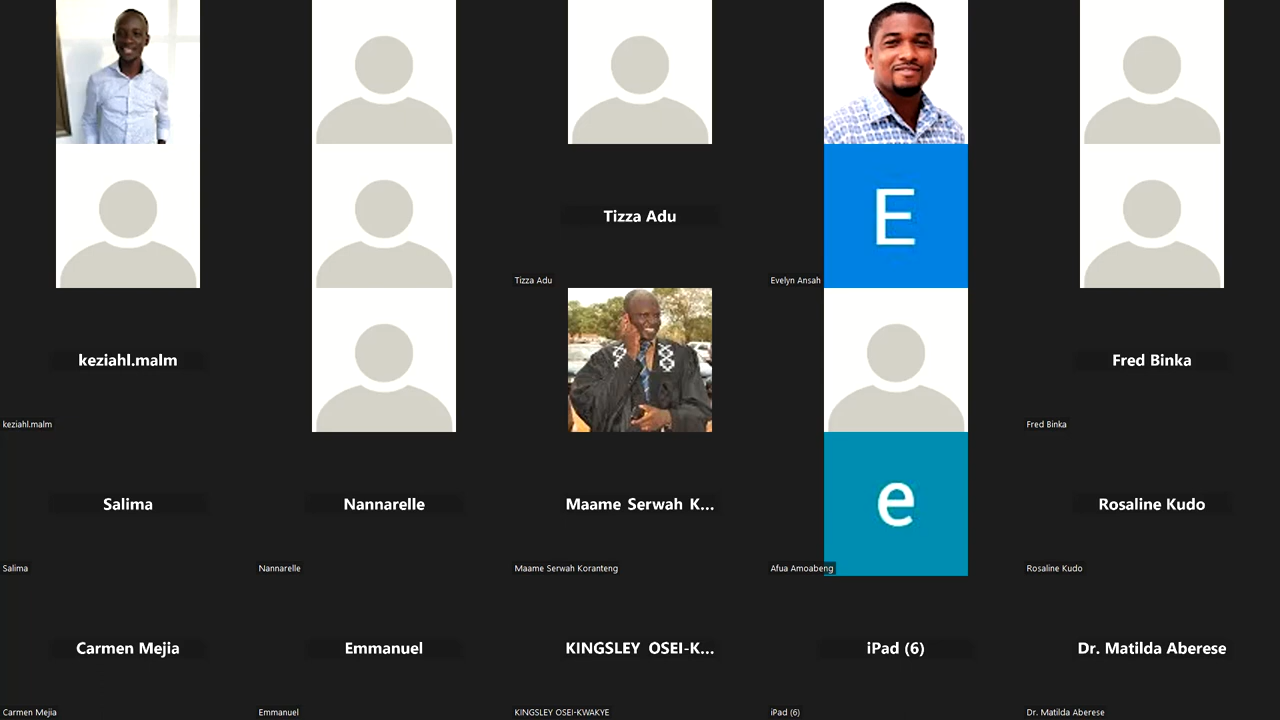 E
Tizza Adu
Tizza Adu
Evelyn Ansah
keziahl.malm
Fred Binka
keziahl.malm
Fred Binka
e
Salima
Nannarelle
Maame Serwah K...
Rosaline Kudo
Salima
Nannarelle
Maame Serwah Koranteng
Afua Amoabeng
Rosaline Kudo
Carmen Mejia
Emmanuel
KINGSLEY OSEI-K...
iPad (6)
Dr. Matilda Aberese
Carmen Mejia
Emmanuel
KINGSLEY OSEI-KWAKYE
iPad (6)
Dr. Matilda Aberese